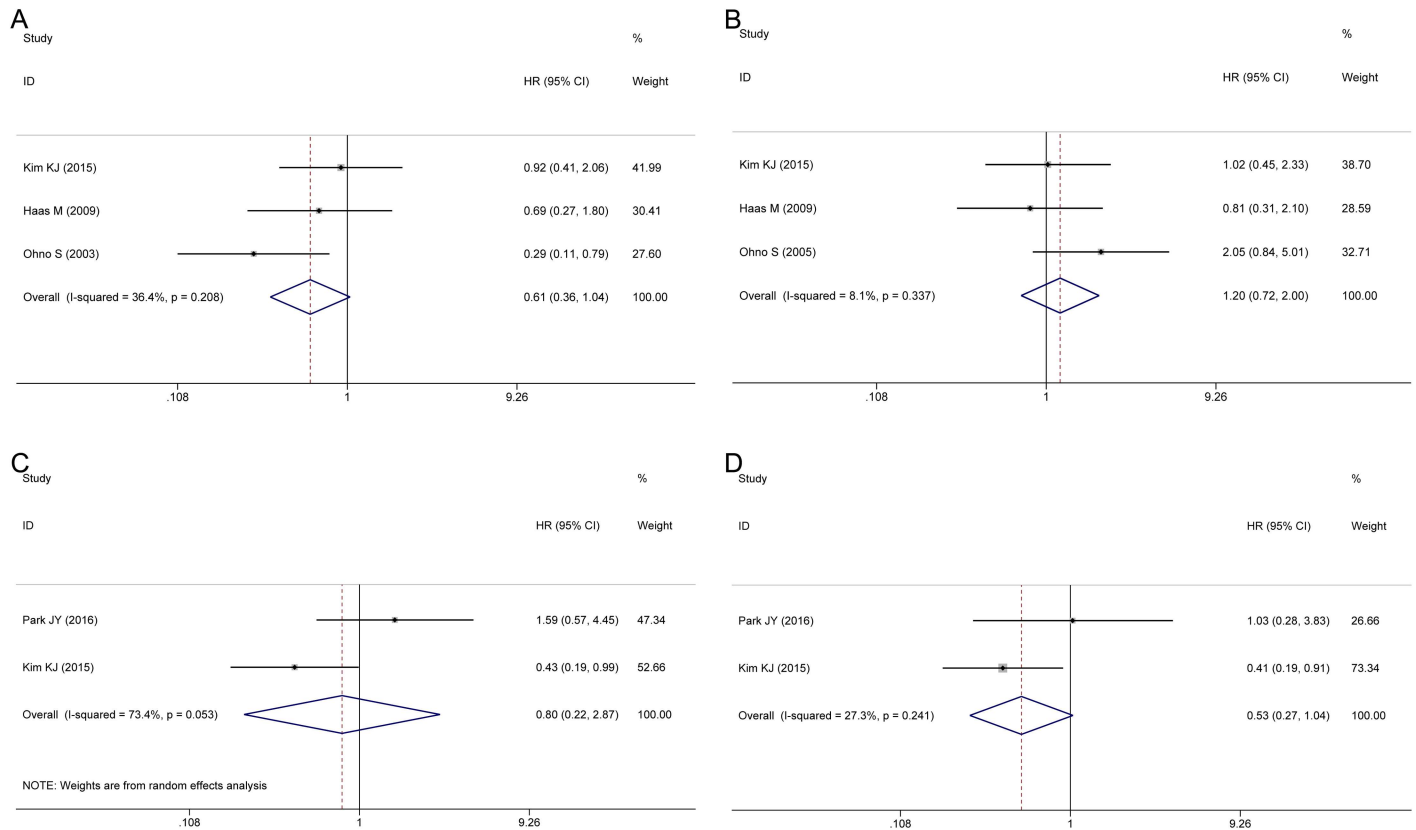 A
Study %
ID HR (95% CI) Weight
Kim KJ (2015) 0.92 (0.41, 2.06) 41.99
Haas M (2009) 0.69 (0.27, 1.80) 30.41
Ohno S (2003) 0.29 (0.11, 0.79) 27.60
Overall (I-squared = 36.4%, p = 0.208) 0.61 (0.36, 1.04) 100.00
.108 1 9.26
B
Study %
ID HR (95% CI) Weight
Kim KJ (2015) 1.02 (0.45, 2.33) 38.70
Haas M (2009) 0.81 (0.31, 2.10) 28.59
Ohno S (2005) 2.05 (0.84, 5.01) 32.71
Overall (I-squared = 8.1%, p = 0.337) 1.20 (0.72, 2.00) 100.00
.108 1 9.26
C
Study %
ID HR (95% CI) Weight
Park JY (2016) 1.59 (0.57, 4.45) 47.34
Kim KJ (2015) 0.43 (0.19, 0.99) 52.66
Overall (I-squared = 73.4%, p = 0.053) 0.80 (0.22, 2.87) 100.00
NOTE: Weights are from random effects analysis
.108 1 9.26
D
Study %
ID HR (95% CI) Weight
Park JY (2016) 1.03 (0.28, 3.83) 26.66
Kim KJ (2015) 0.41 (0.19, 0.91) 73.34
Overall (I-squared = 27.3%, p = 0.241) 0.53 (0.27, 1.04) 100.00
.108 1 9.26